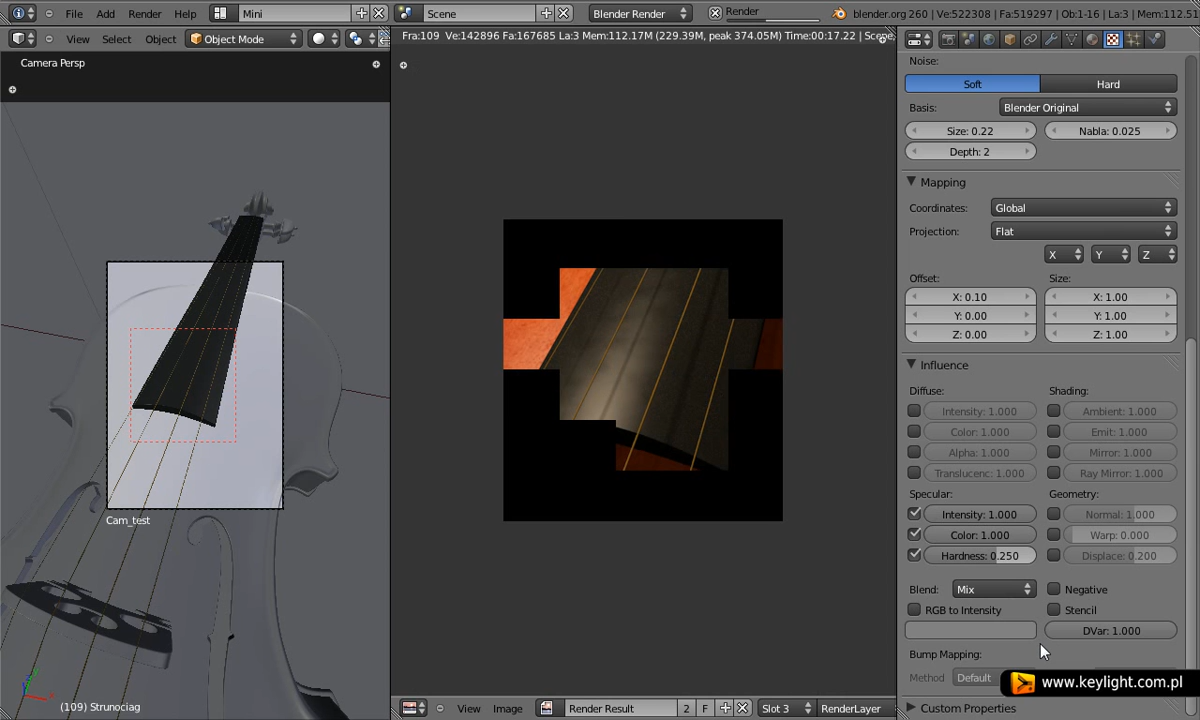 File Add Render Help Mini Scene Blender Render Render blender.org 260 | Ve:522308 | Fa:519297 | Ob:1-16 | La:3 | Mem:112.51
View Select Object Object Mode
Fra:109 Ve:142896 Fa:167685 La:3 Mem:112.17M (229.39M, peak 374.05M) Time:00:17.22 | Scene,
Camera Persp
Cam_test
(109) Strunociag
View Image Render Result 2 F Slot 3 RenderLayer
Noise:
Soft Hard
Basis: Blender Original
Size: 0.22 Nabla: 0.025
Depth: 2
Mapping
Coordinates: Global
Projection: Flat
X Y Z
Offset: Size:
X: 0.10 X: 1.00
Y: 0.00 Y: 1.00
Z: 0.00 Z: 1.00
Influence
Diffuse: Shading:
Intensity: 1.000 Ambient: 1.000
Color: 1.000 Emit: 1.000
Alpha: 1.000 Mirror: 1.000
Translucenc: 1.000 Ray Mirror: 1.000
Specular: Geometry:
Intensity: 1.000 Normal: 1.000
Color: 1.000 Warp: 0.000
Hardness: 0.250 Displace: 0.200
Blend: Mix Negative
RGB to Intensity Stencil
DVar: 1.000
Bump Mapping:
Method Default
www.keylight.com.pl
Custom Properties